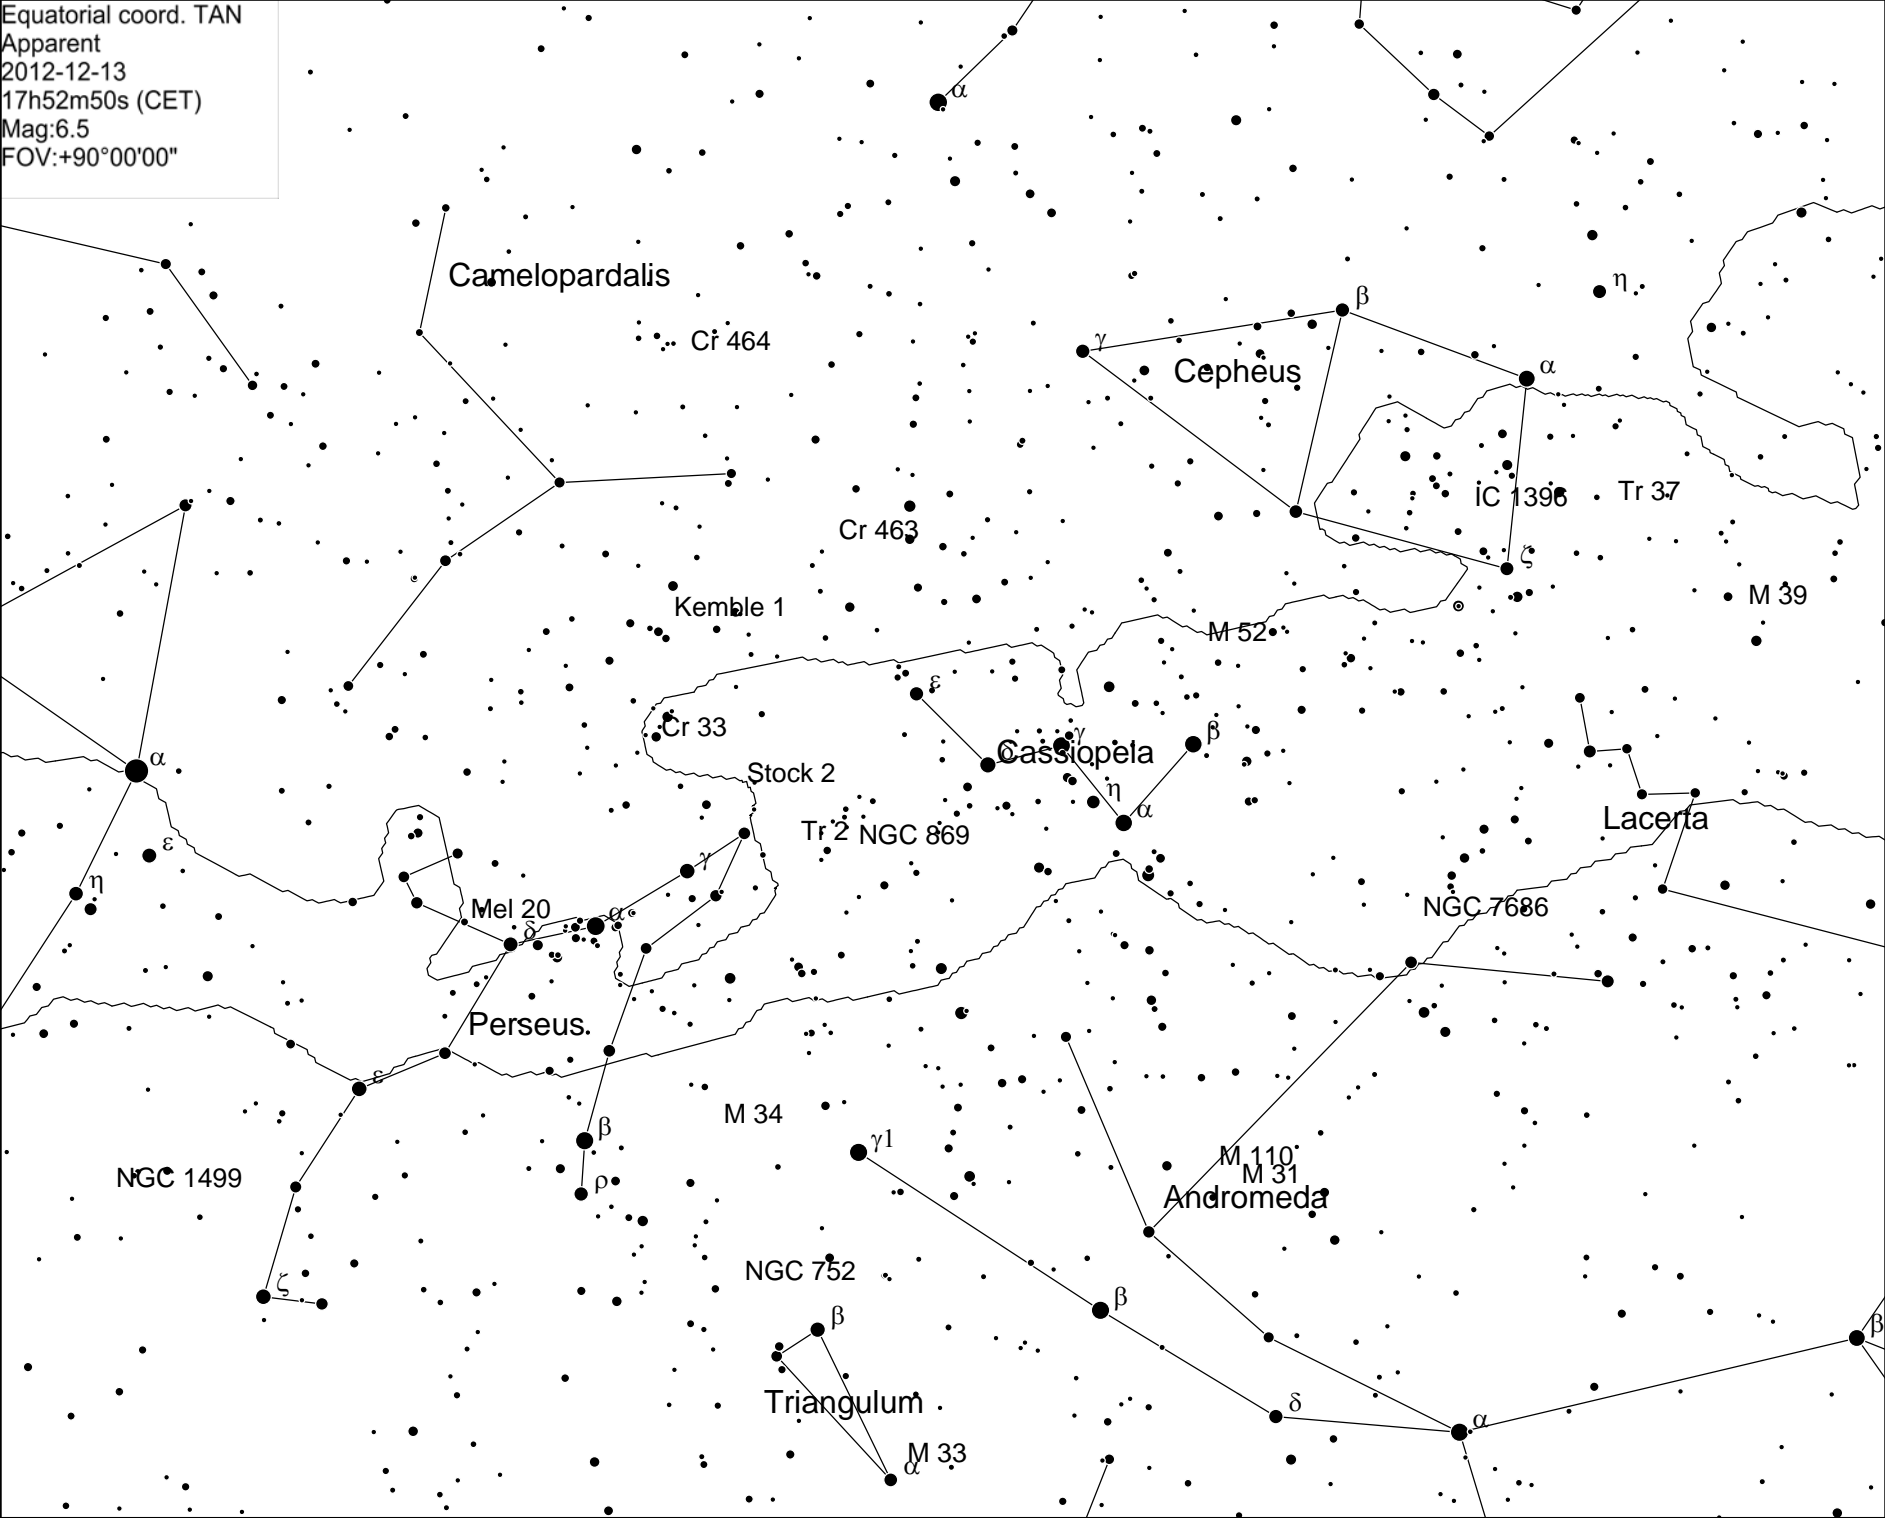 Equatorial coord. TAN
Apparent
2012-12-13
17h52m50s (CET)
Mag:6.5
FOV:+90°00'00"
α
Camelopardalis
η
β
Cr 464
γ
Cepheus
α
IC 1396
Tr 37
Cr 463
ζ
M 39
Kemble 1
M 52
ε
Cr 33
γ
β
δ
Cassiopela
α
Stock 2
η
α
Lacerta
Tr 2
NGC 869
ε
γ
η
NGC 7686
Mel 20
α
δ
Perseus
ε
M 34
β
γ1
M 110
M 31
NGC 1499
ρ
Andromeda
NGC 752
ζ
β
β
β
Triangulum
δ
α
M 33
α